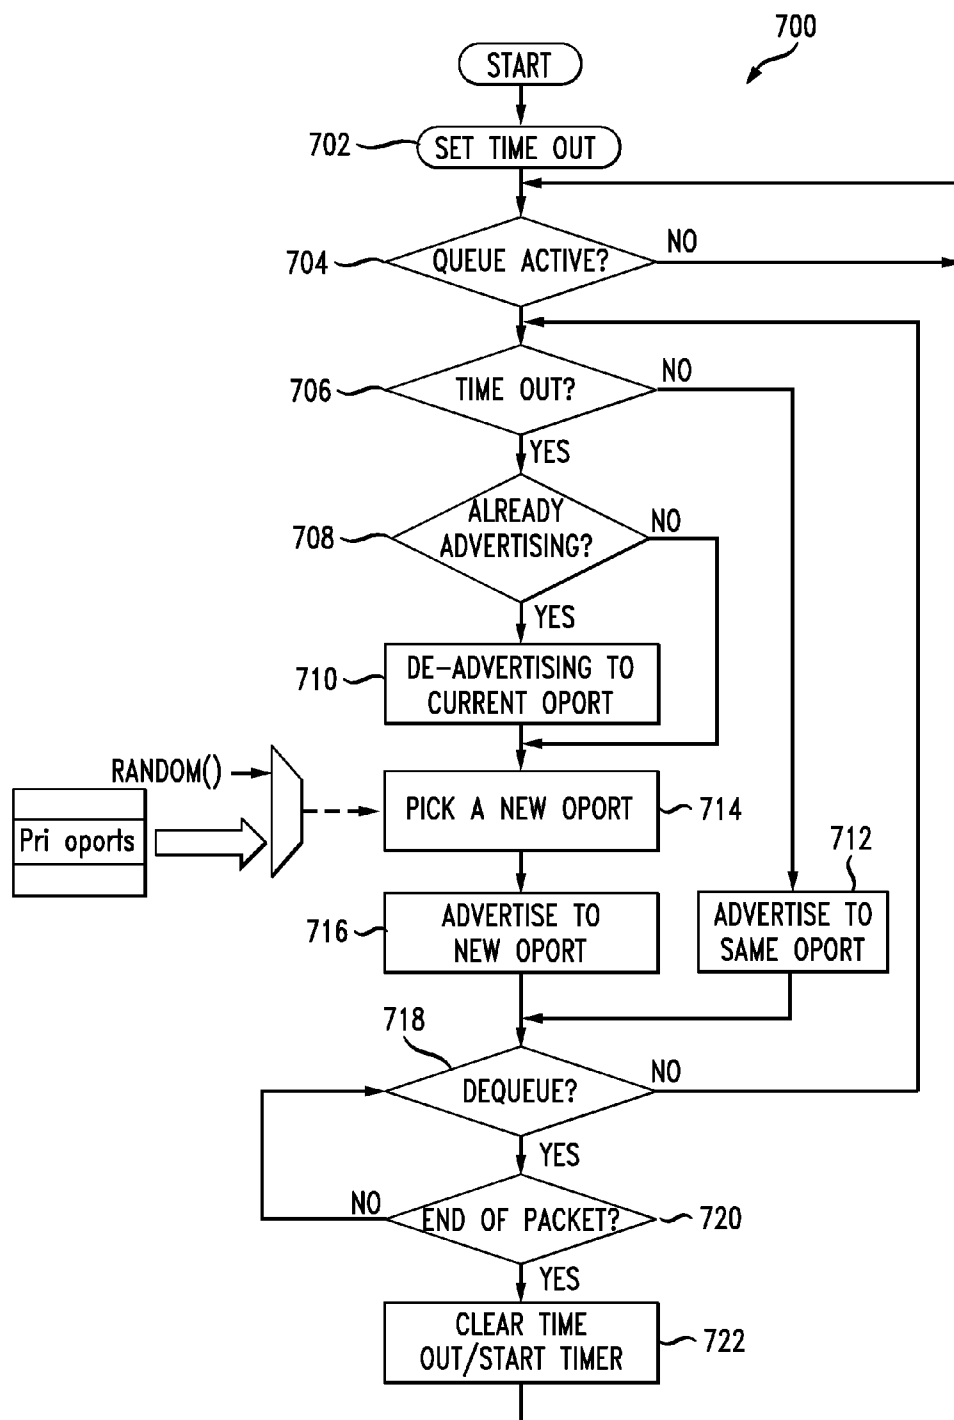 700
START
702
SET TIME OUT
704
QUEUE ACTIVE?
NO
706
TIME OUT?
NO
YES
708
ALREADY
ADVERTISING?
NO
YES
710
DE-ADVERTISING TO
CURRENT OPORT
RANDOM()
Pri oports
PICK A NEW OPORT
714
712
716
ADVERTISE TO
NEW OPORT
ADVERTISE TO
SAME OPORT
718
DEQUEUE?
NO
YES
NO
END OF PACKET?
720
YES
CLEAR TIME
OUT/START TIMER
722